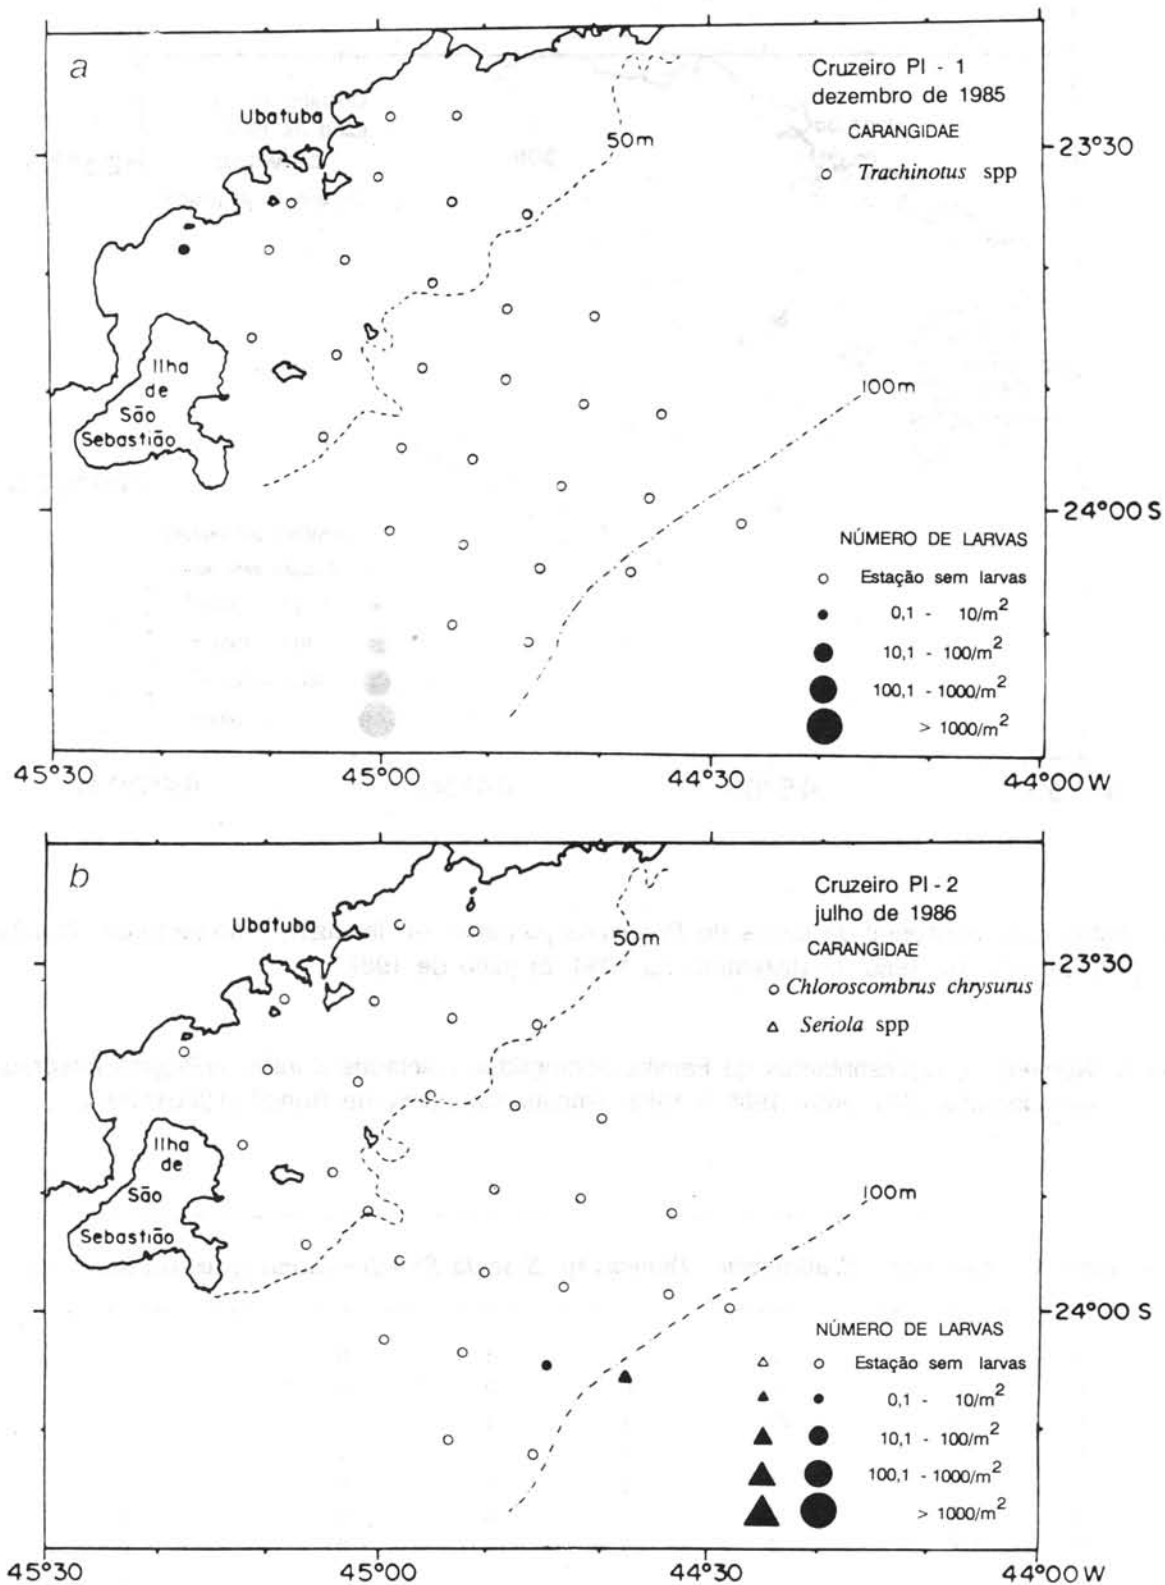 a
Cruzeiro PI - 1
dezembro de 1985
CARANGIDAE
Trachinotus spp
Ubatuba
50m
23°30
Ilha
de
São
Sebastião
100m
24°00 S
NÚMERO DE LARVAS
Estação sem larvas
0,1 - 10/m²
10,1 - 100/m²
100,1 - 1000/m²
> 1000/m²
45°30
45°00
44°30
44°00 W
b
Cruzeiro PI - 2
julho de 1986
CARANGIDAE
Chloroscombrus chrysurus
Seriola spp
Ubatuba
50m
23°30
Ilha
de
São
Sebastião
100m
24°00 S
NÚMERO DE LARVAS
Estação sem larvas
0,1 - 10/m²
10,1 - 100/m²
100,1 - 1000/m²
> 1000/m²
45°30
45°00
44°30
44°00 W